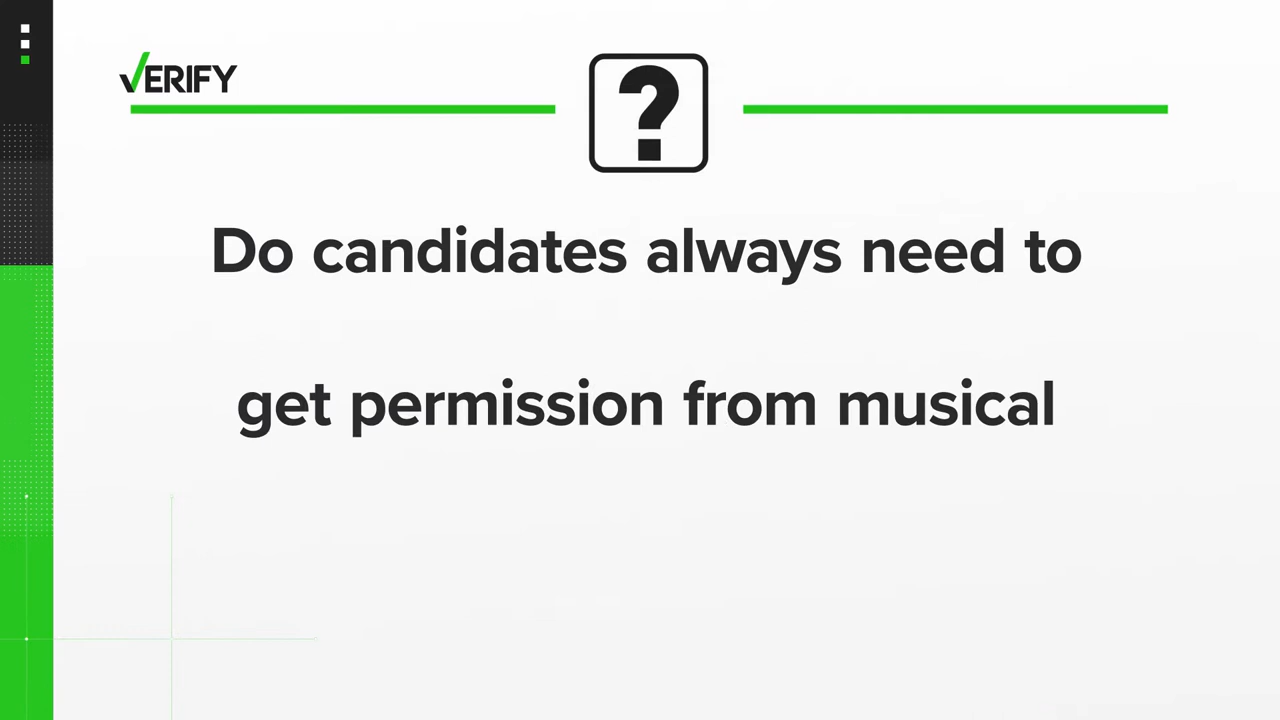 VERIFY
?
Do candidates always need to
get permission from musical